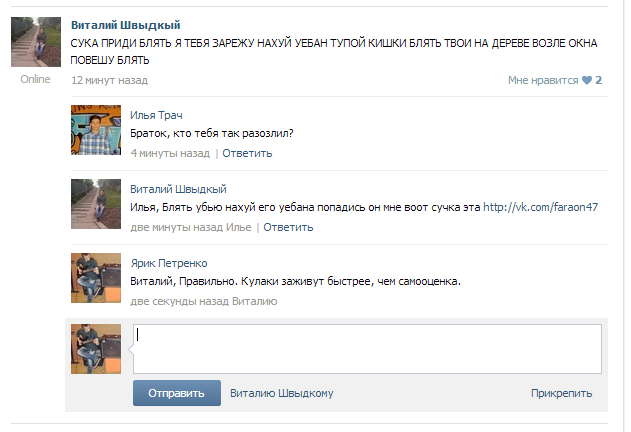 Виталий Швыдкый
СУКА ПРИДИ БЛЯТЬ Я ТЕБЯ ЗАРЕЖУ НАХУЙ УЕБАН ТУПОЙ КИШКИ БЛЯТЬ ТВОИ НА ДЕРЕВЕ ВОЗЛЕ ОКНА
ПОВЕШУ БЛЯТЬ
Online
12 минут назад
Мне нравится 2
Илья Трач
Браток, кто тебя так разозлил?
4 минуты назад | Ответить
Виталий Швыдкый
Илья, Блять убью нахуй его уебана попадись он мне воот сучка эта http://vk.com/faraon47
две минуты назад Илье | Ответить
Ярик Петренко
Виталий, Правильно. Кулаки заживут быстрее, чем самооценка.
две секунды назад Виталию
Отправить
Виталию Швыдкому
Прикрепить